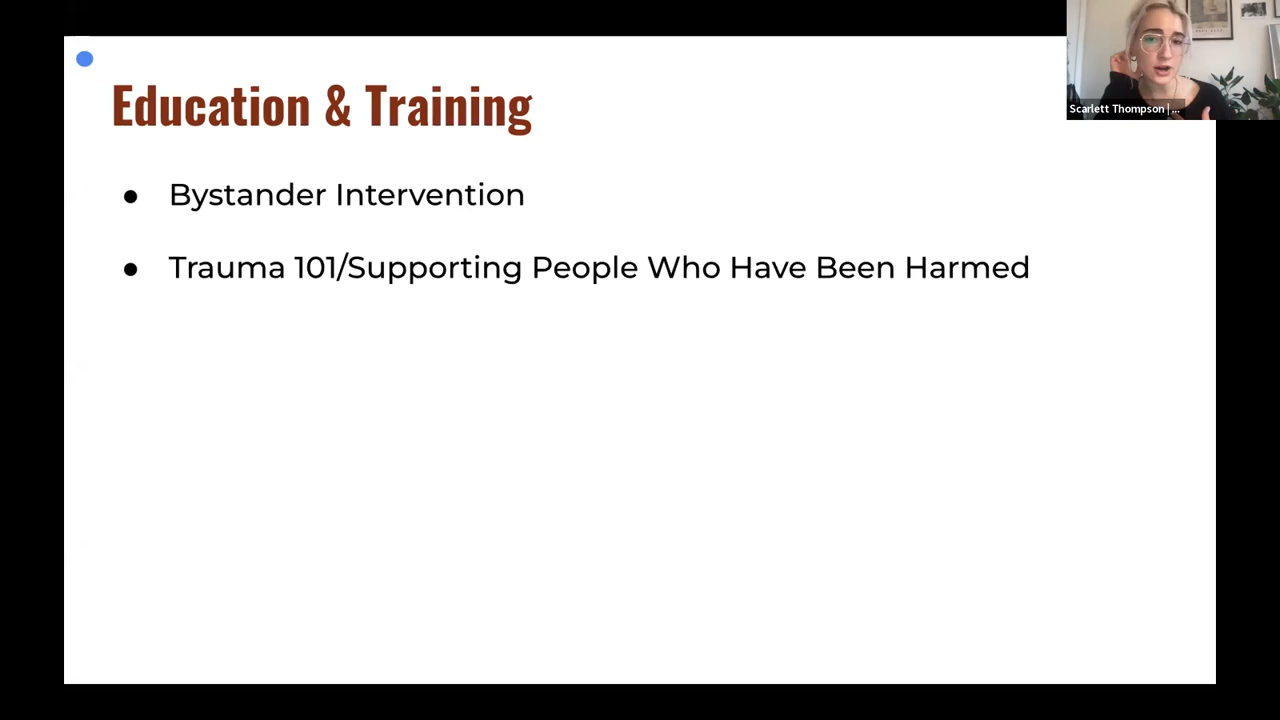 Education & Training
● Bystander Intervention
● Trauma 101/Supporting People Who Have Been Harmed
Scarlett Thompson | ...